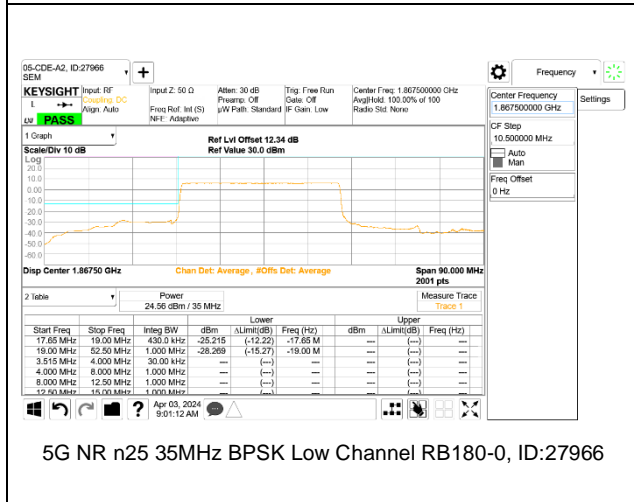 05-CDE-A2, ID:27966
SEM
KEYSIGHT Input: RF Input Z: 50 Ω Atten: 30 dB Trig: Free Run Center Freq: 1.867500000 GHz
Coupling: DC Preamp: Off Gate: Off Avg|Hold: 100.00% of 100
L Align: Auto Freq Ref: Int (S) µW Path: Standard IF Gain: Low Radio Std: None
NFE: Adaptive
PASS
1 Graph
Ref Lvl Offset 12.34 dB
Scale/Div 10 dB Ref Value 30.0 dBm
Log
20.0
10.0
0.00
-10.0
-20.0
-30.0
-40.0
-50.0
-60.0
Disp Center 1.86750 GHz Chan Det: Average , #Offs Det: Average Span 90.000 MHz
2001 pts
2 Table Power Measure Trace
24.56 dBm / 35 MHz Trace 1
Lower Upper
Start Freq Stop Freq Integ BW dBm ΔLimit(dB) Freq (Hz) dBm ΔLimit(dB) Freq (Hz)
17.65 MHz 19.00 MHz 430.0 kHz -25.215 (-12.22) -17.65 M --- (---) ---
19.00 MHz 52.50 MHz 1.000 MHz -28.269 (-15.27) -19.00 M --- (---) ---
3.515 MHz 4.000 MHz 30.00 kHz --- (---) --- --- (---) ---
4.000 MHz 8.000 MHz 1.000 MHz --- (---) --- --- (---) ---
8.000 MHz 12.50 MHz 1.000 MHz --- (---) --- --- (---) ---
12.50 MHz 15.00 MHz 1.000 MHz --- (---) --- --- (---) ---
Apr 03, 2024
9:01:12 AM
Frequency
Center Frequency
1.867500000 GHz
Settings
CF Step
10.500000 MHz
Auto
Man
Freq Offset
0 Hz
5G NR n25 35MHz BPSK Low Channel RB180-0, ID:27966